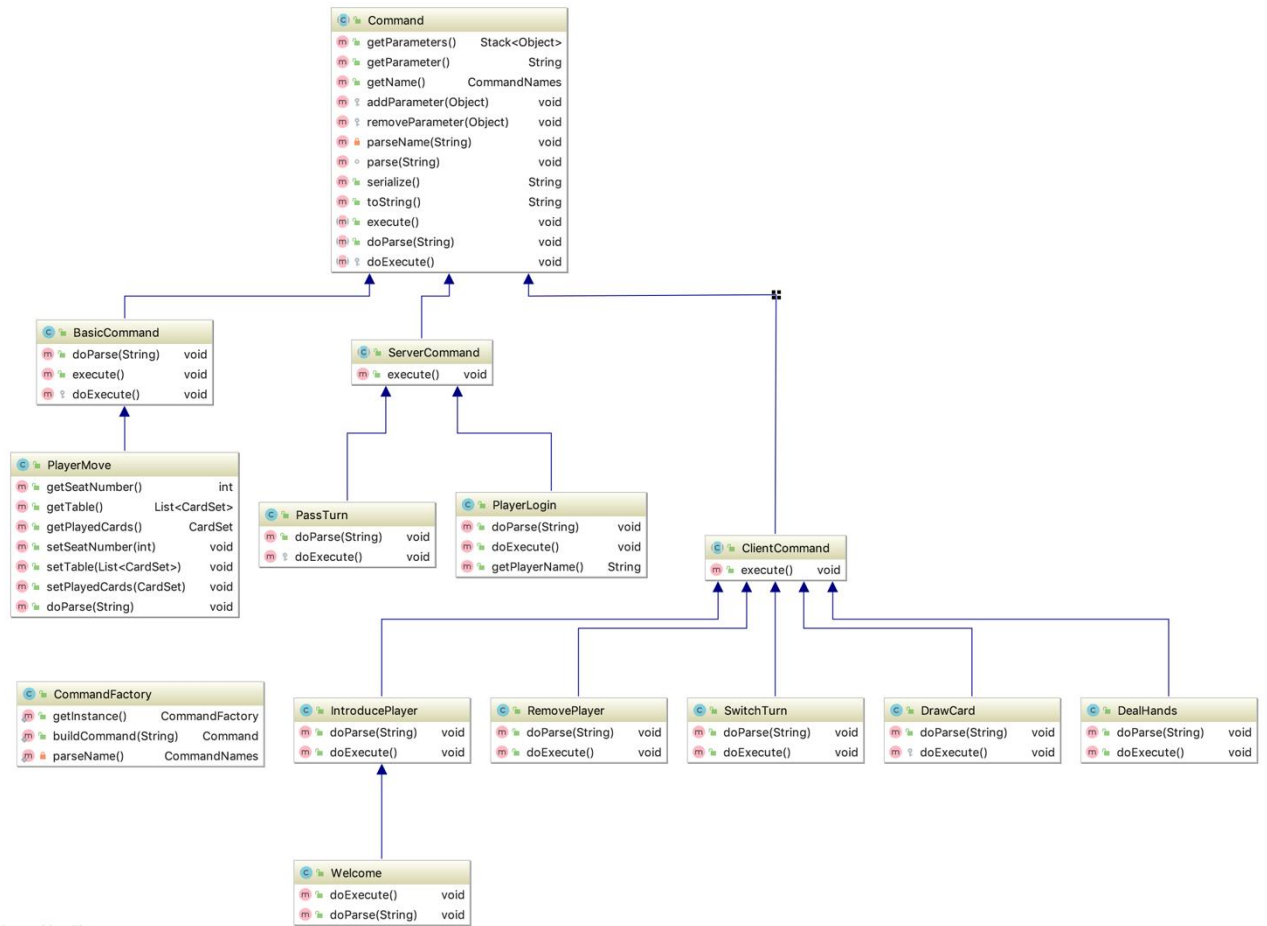 Command
getParameters() Stack<Object>
getParameter() String
getName() CommandNames
addParameter(Object) void
removeParameter(Object) void
parseName(String) void
parse(String) void
serialize() String
toString() String
execute() void
doParse(String) void
doExecute() void
BasicCommand
doParse(String) void
execute() void
doExecute() void
ServerCommand
execute() void
PlayerMove
getSeatNumber() int
getTable() List<CardSet>
getPlayedCards() CardSet
setSeatNumber(int) void
setTable(List<CardSet>) void
setPlayedCards(CardSet) void
doParse(String) void
PassTurn
doParse(String) void
doExecute() void
PlayerLogin
doParse(String) void
doExecute() void
getPlayerName() String
ClientCommand
execute() void
CommandFactory
getInstance() CommandFactory
buildCommand(String) Command
parseName() CommandNames
IntroducePlayer
doParse(String) void
doExecute() void
RemovePlayer
doParse(String) void
doExecute() void
SwitchTurn
doParse(String) void
doExecute() void
DrawCard
doParse(String) void
doExecute() void
DealHands
doParse(String) void
doExecute() void
Welcome
doExecute() void
doParse(String) void